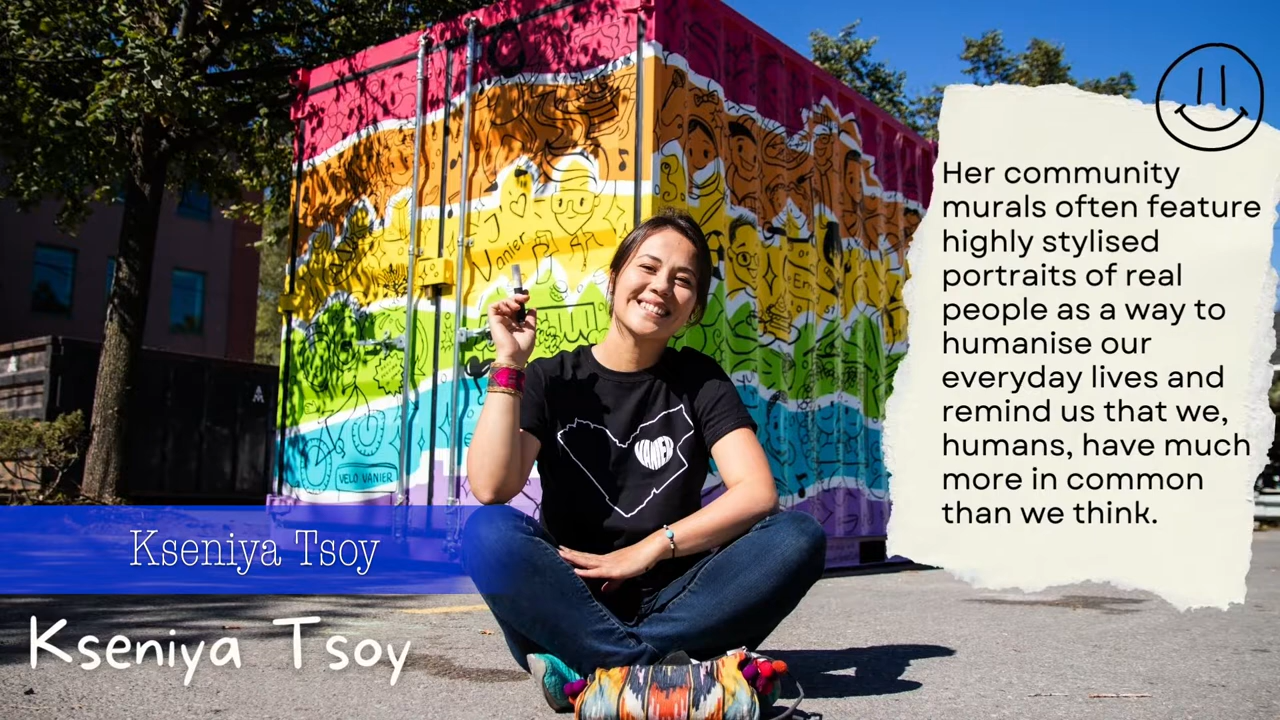 J ♡
Vanier
VELO VANIER
VANIER
Her community
murals often feature
highly stylised
portraits of real
people as a way to
humanise our
everyday lives and
remind us that we,
humans, have much
more in common
than we think.
Kseniya Tsoy
Kseniya Tsoy